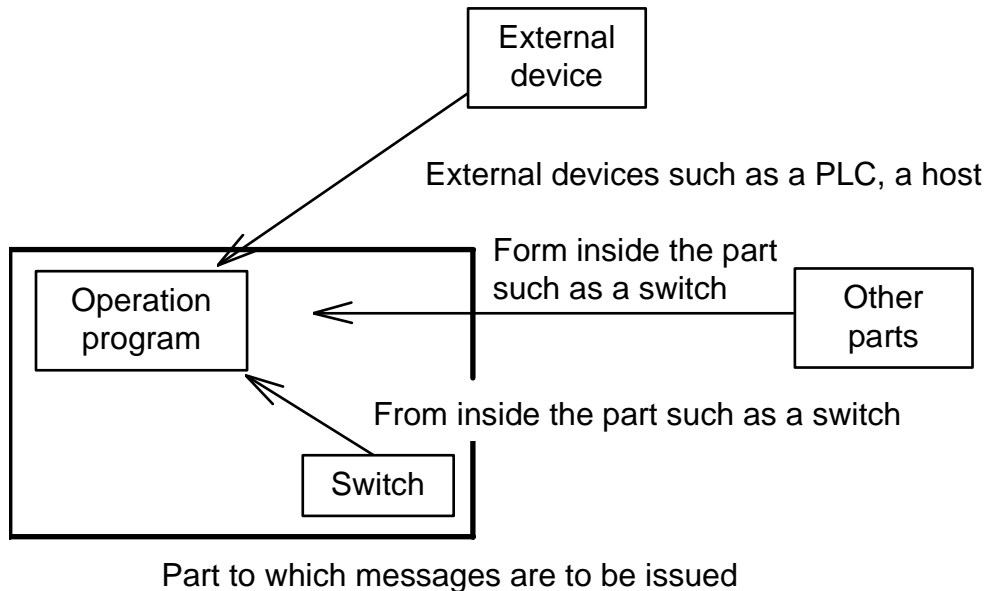 External
device
External devices such as a PLC, a host
Form inside the part
such as a switch
Operation
program
Other
parts
From inside the part such as a switch
Switch
Part to which messages are to be issued